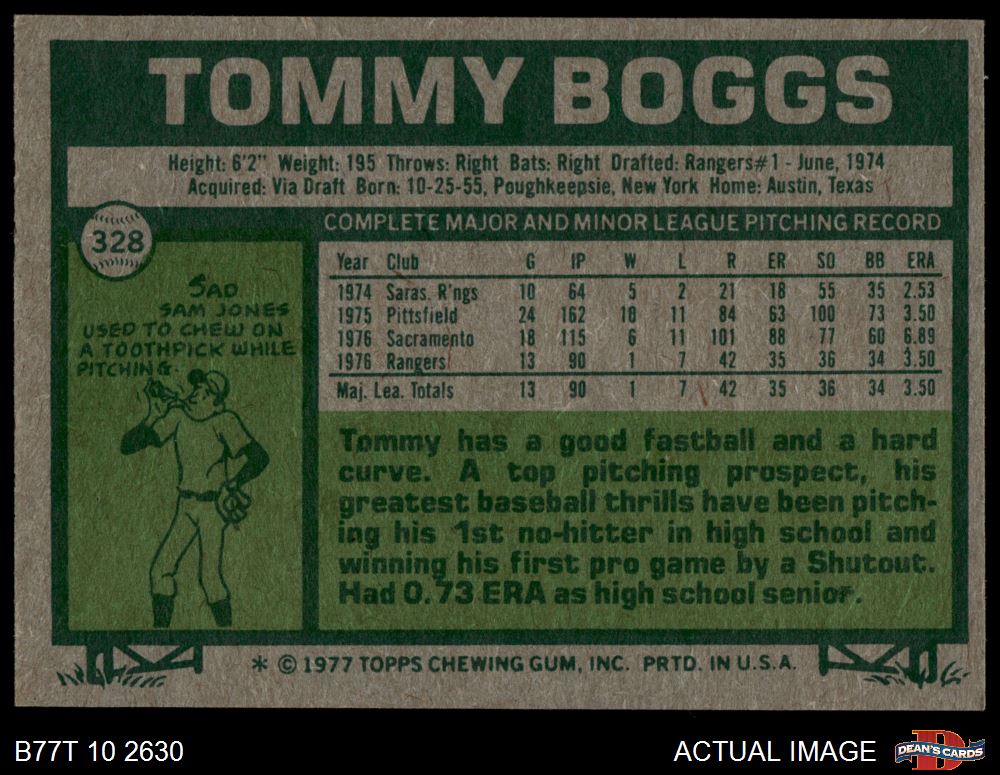 TOMMY BOGGS
Height: 6'2" Weight: 195 Throws: Right Bats: Right Drafted: Rangers#1 - June, 1974
Acquired: Via Draft Born: 10-25-55, Poughkeepsie, New York Home: Austin, Texas
328
COMPLETE MAJOR AND MINOR LEAGUE PITCHING RECORD
Year Club G IP W L R ER SO BB ERA
1974 Saras. R'ngs 10 64 5 2 21 18 55 35 2.53
1975 Pittsfield 24 162 10 11 84 63 100 73 3.50
1976 Sacramento 18 115 6 11 101 88 77 60 6.89
1976 Rangers 13 90 1 7 42 35 36 34 3.50
Maj. Lea. Totals 13 90 1 7 42 35 36 34 3.50
SAD
SAM JONES
USED TO CHEW ON
A TOOTHPICK WHILE
PITCHING.
Tommy has a good fastball and a hard
curve. A top pitching prospect, his
greatest baseball thrills have been pitch-
ing his 1st no-hitter in high school and
winning his first pro game by a Shutout.
Had 0.73 ERA as high school senior.
* © 1977 TOPPS CHEWING GUM, INC. PRTD. IN U.S.A.
B77T 10 2630
ACTUAL IMAGE
D
DEAN'S CARDS